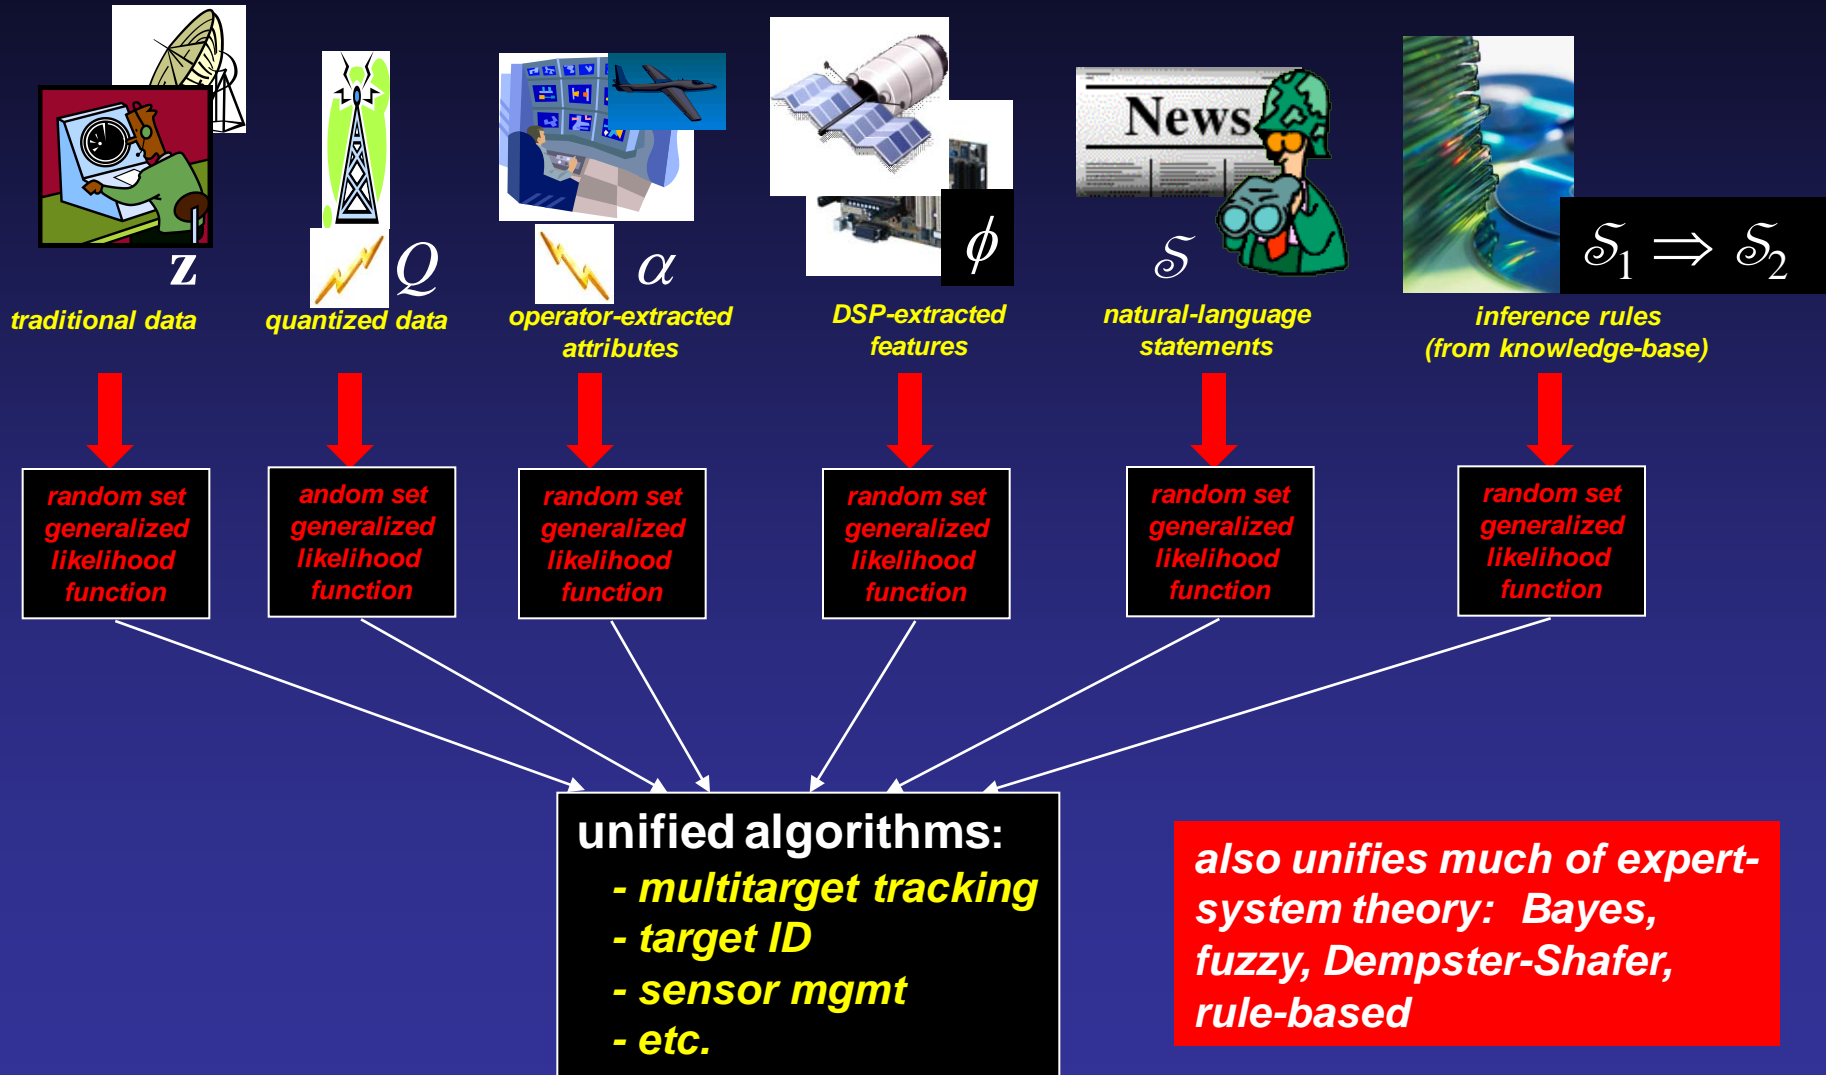 News
z
Q
α
ϕ
𝒮
𝒮₁ ⇒ 𝒮₂
traditional data
quantized data
operator-extracted
attributes
DSP-extracted
features
natural-language
statements
inference rules
(from knowledge-base)
random set
generalized
likelihood
function
andom set
generalized
likelihood
function
random set
generalized
likelihood
function
random set
generalized
likelihood
function
random set
generalized
likelihood
function
random set
generalized
likelihood
function
unified algorithms:
- multitarget tracking
- target ID
- sensor mgmt
- etc.
also unifies much of expert-
system theory: Bayes,
fuzzy, Dempster-Shafer,
rule-based